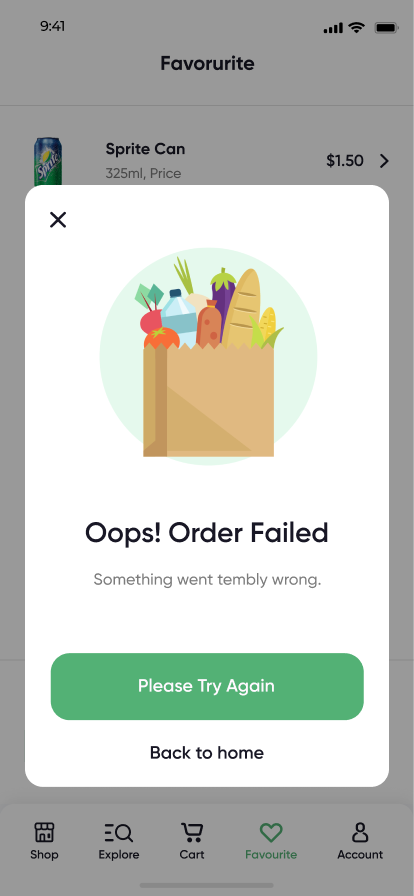 9:41
Favorurite
Sprite Can
$1.50
325ml, Price
Sprite
Oops! Order Failed
Something went tembly wrong.
Please Try Again
Back to home
Shop
Explore
Cart
Favourite
Account